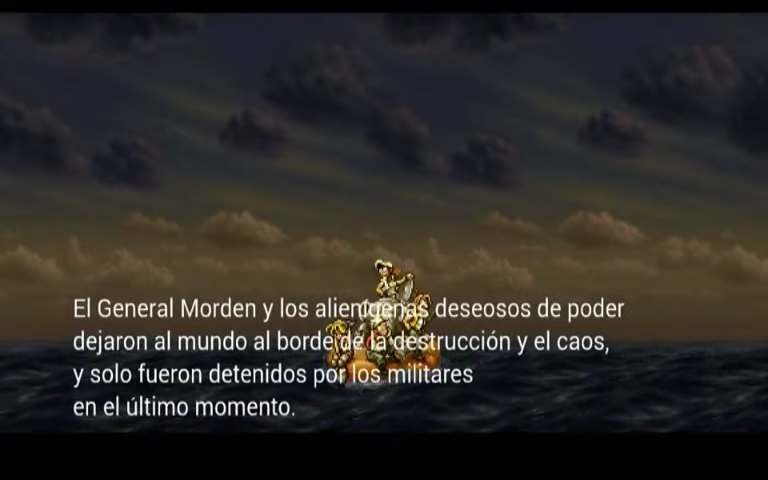 El General Morden y los alienígenas deseosos de poder
dejaron al mundo al borde de la destrucción y el caos,
y solo fueron detenidos por los militares
en el último momento.